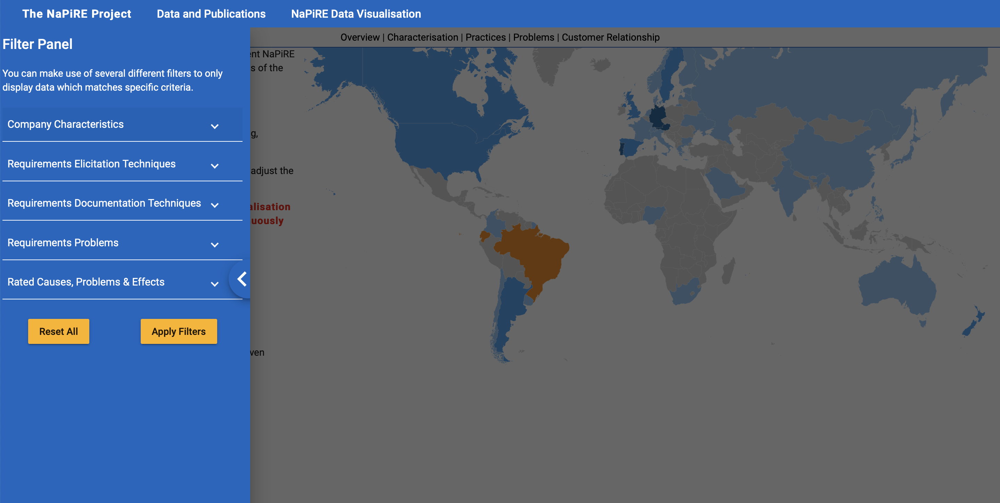 The NaPiRE Project Data and Publications NaPiRE Data Visualisation
Overview | Characterisation | Practices | Problems | Customer Relationship
Filter Panel
You can make use of several different filters to only
display data which matches specific criteria.
Company Characteristics
Requirements Elicitation Techniques
Requirements Documentation Techniques
Requirements Problems
Rated Causes, Problems & Effects
Reset All Apply Filters
ent NaPiRE
s of the
g,
adjust the
alisation
uously
ven